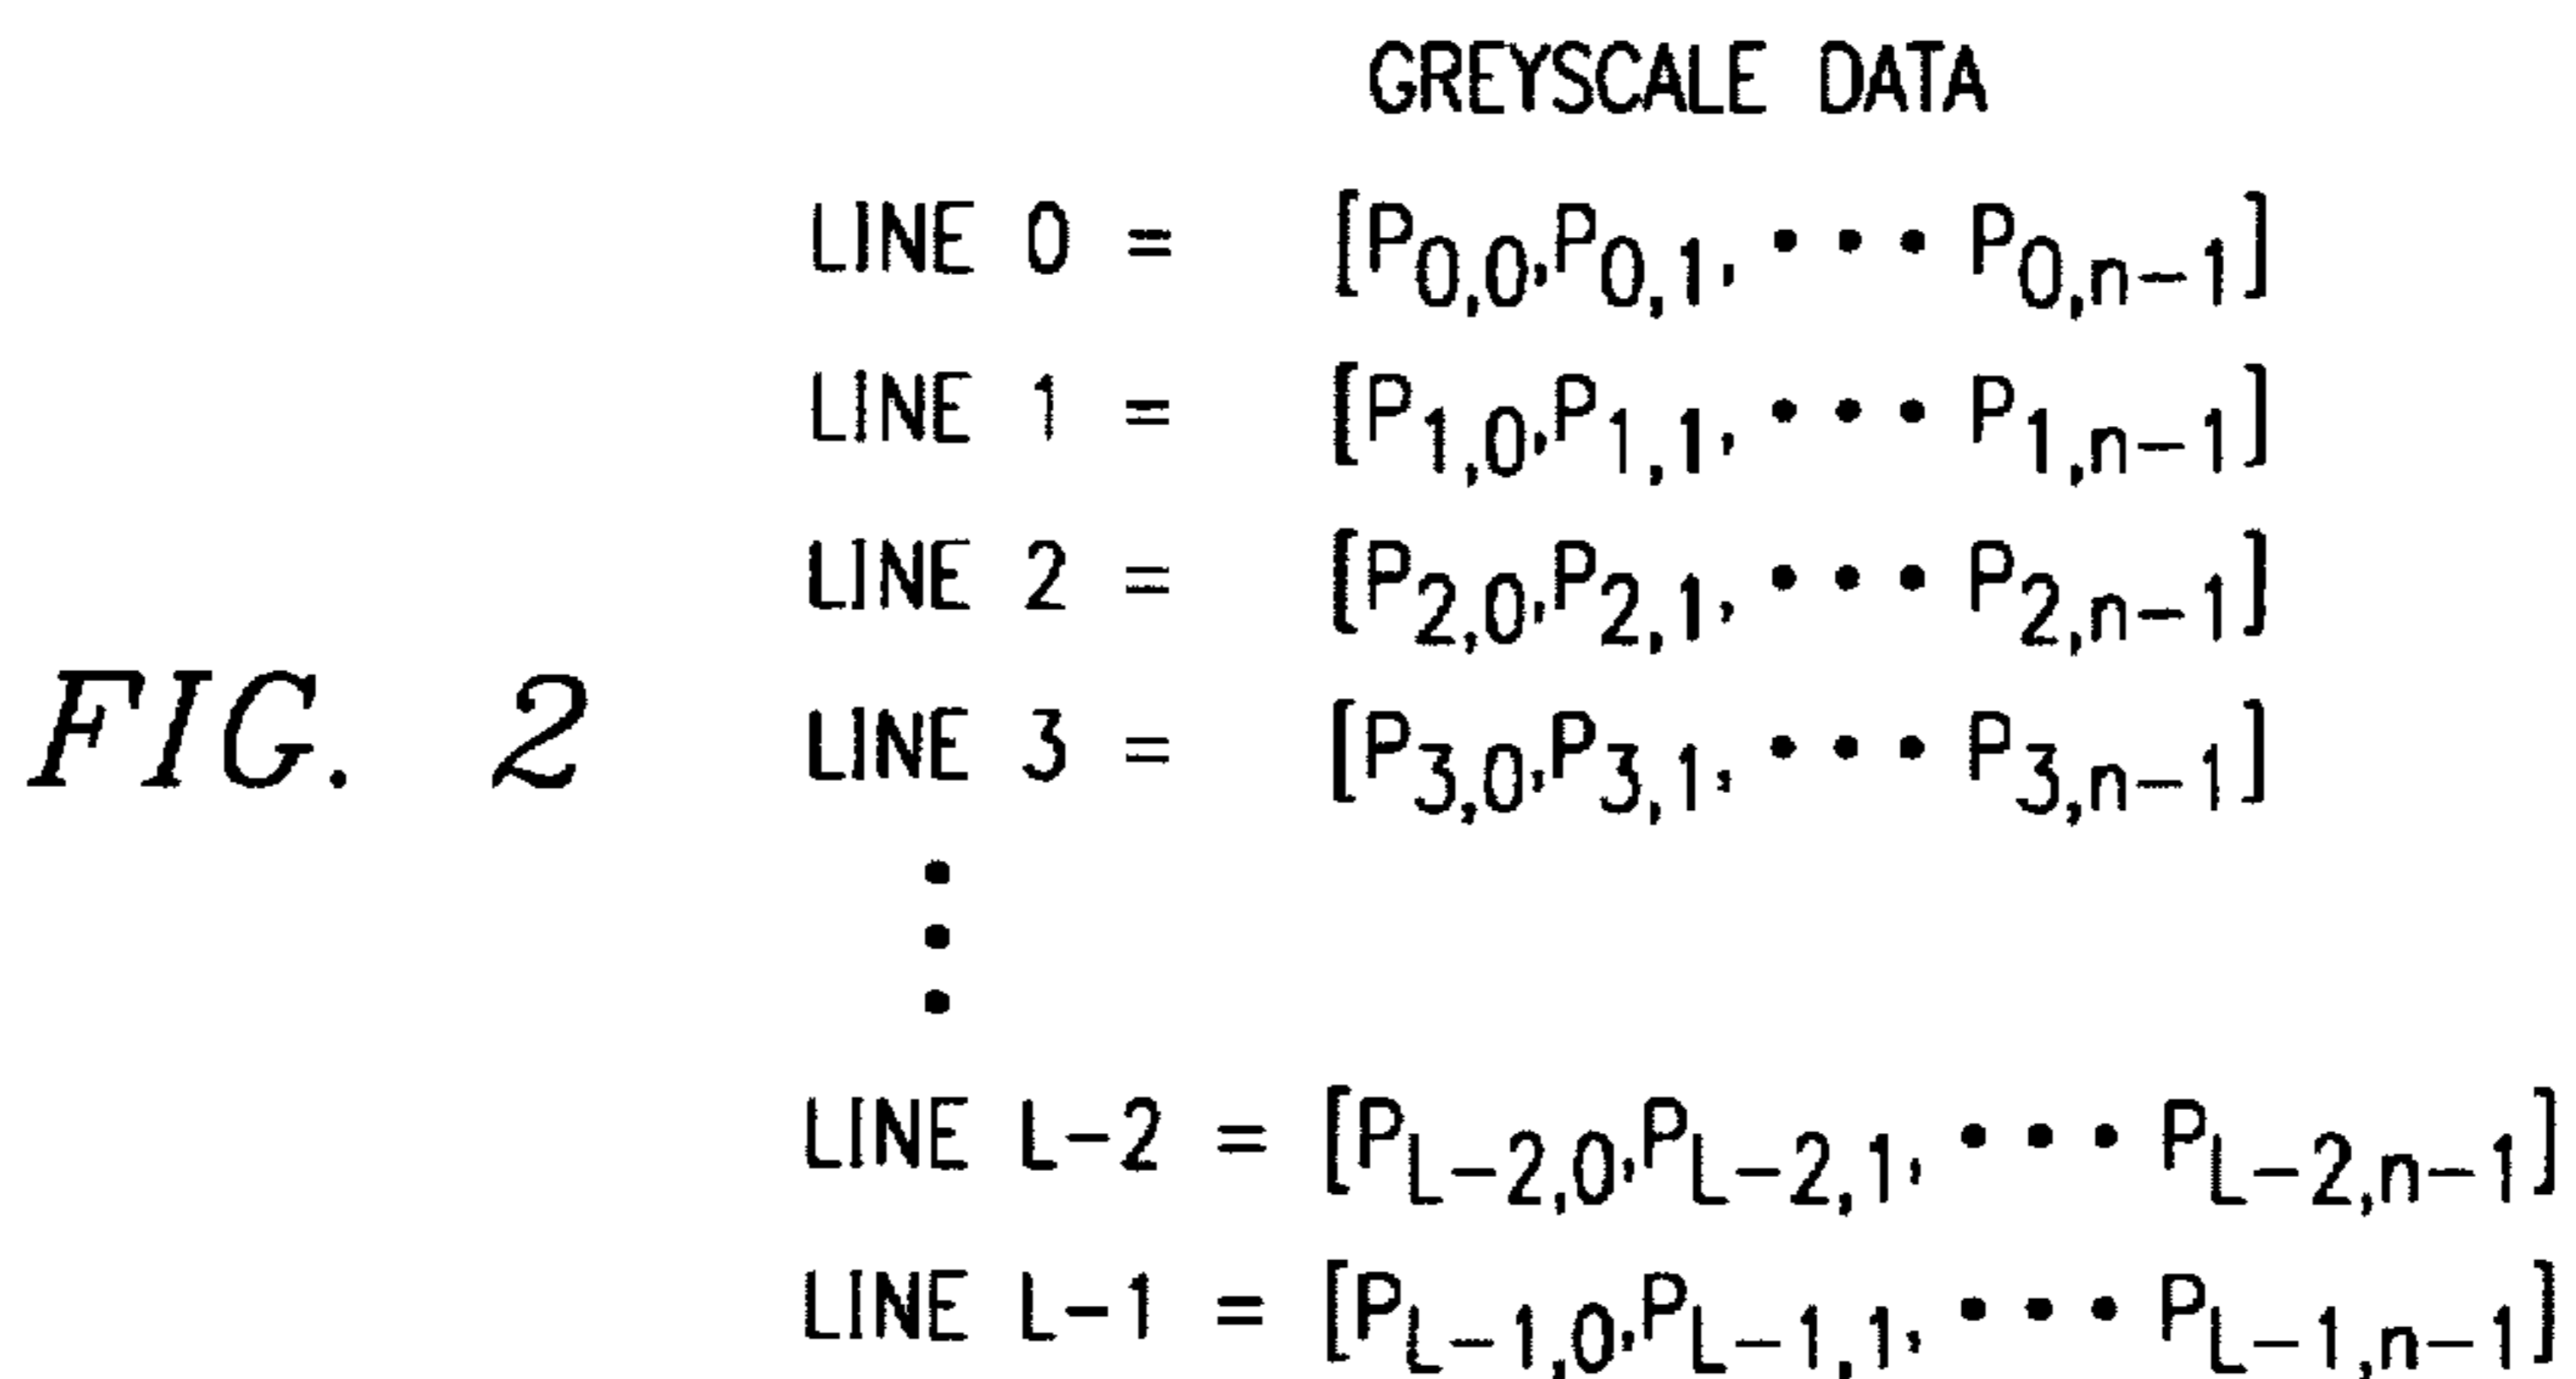 GREYSCALE DATA
LINE 0 = [P0,0,P0,1, • • • P0,n-1]
LINE 1 = [P1,0,P1,1, • • • P1,n-1]
LINE 2 = [P2,0,P2,1, • • • P2,n-1]
FIG. 2
LINE 3 = [P3,0,P3,1, • • • P3,n-1]
•
•
•
LINE L-2 = [PL-2,0,PL-2,1, • • • PL-2,n-1]
LINE L-1 = [PL-1,0,PL-1,1, • • • PL-1,n-1]